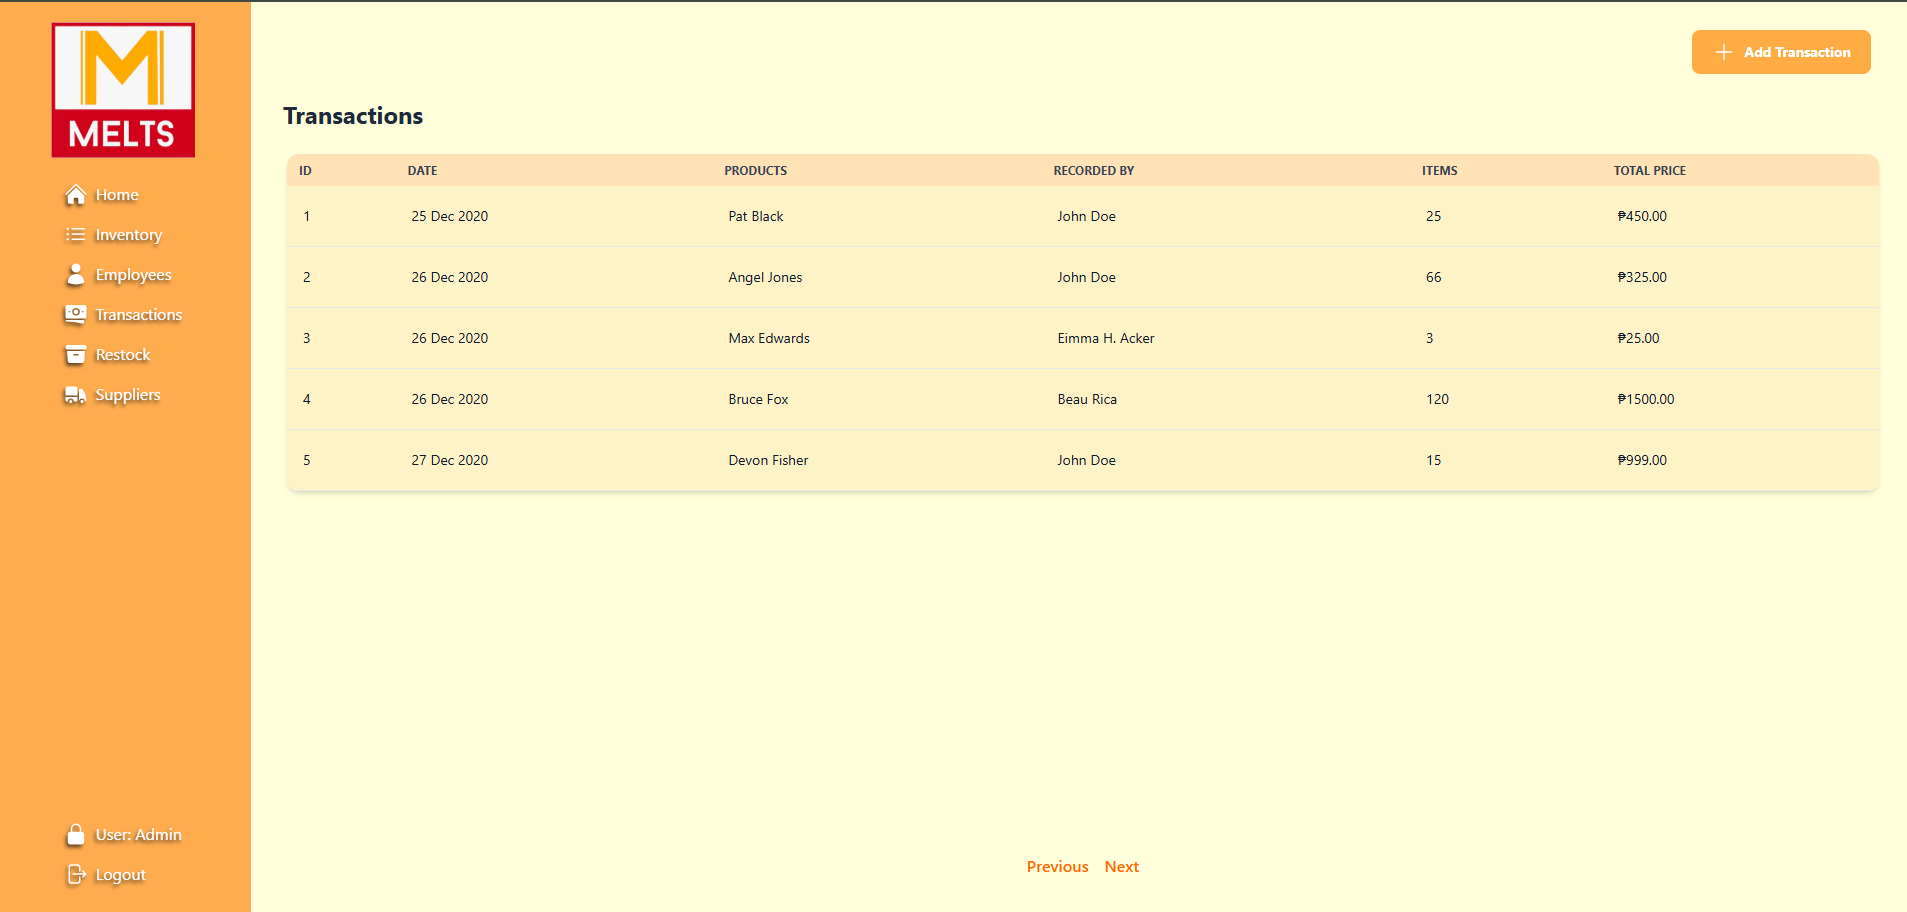 M
MELTS
Home
Inventory
Employees
Transactions
Restock
Suppliers
User: Admin
Logout
Add Transaction
Transactions
ID DATE PRODUCTS RECORDED BY ITEMS TOTAL PRICE
1 25 Dec 2020 Pat Black John Doe 25 ₱450.00
2 26 Dec 2020 Angel Jones John Doe 66 ₱325.00
3 26 Dec 2020 Max Edwards Eimma H. Acker 3 ₱25.00
4 26 Dec 2020 Bruce Fox Beau Rica 120 ₱1500.00
5 27 Dec 2020 Devon Fisher John Doe 15 ₱999.00
Previous Next